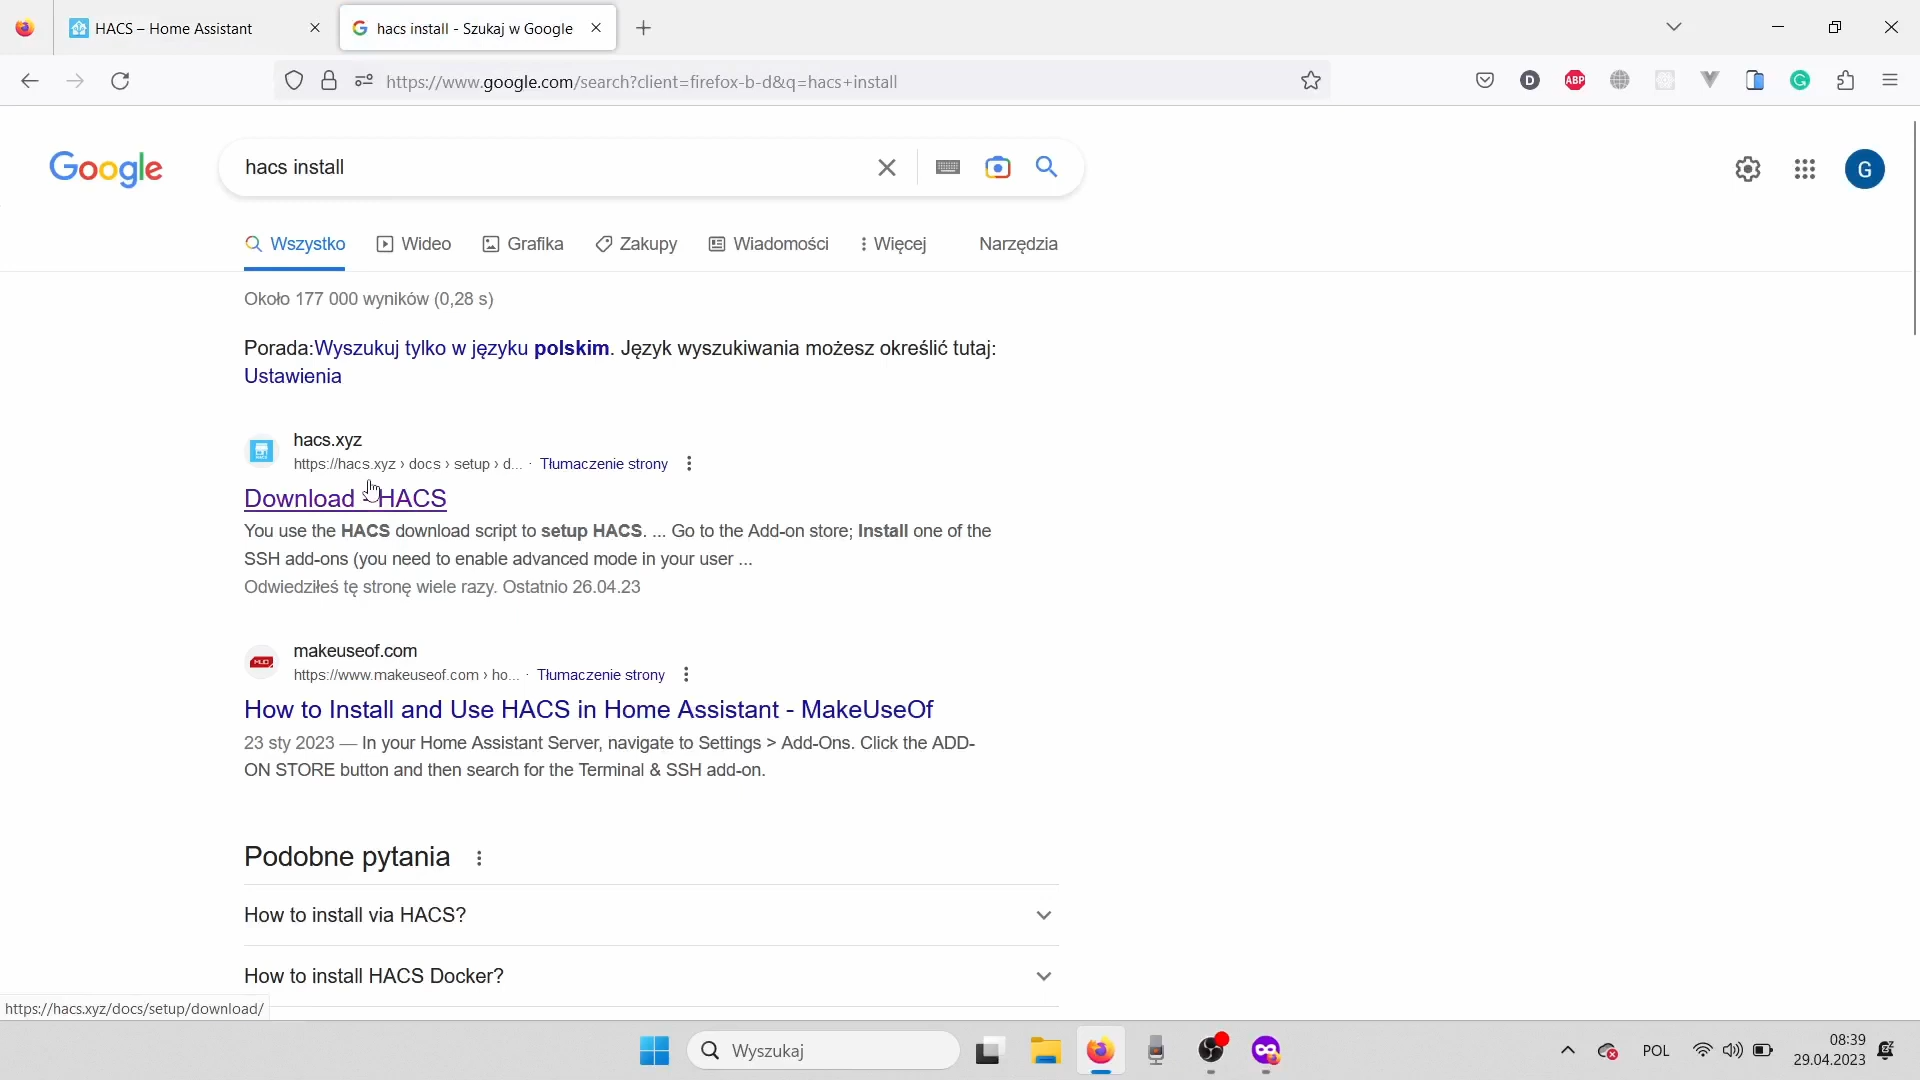 HACS – Home Assistant
hacs install - Szukaj w Google
https://www.google.com/search?client=firefox-b-d&q=hacs+install
D
ABP
Google
hacs install
G
Wszystko
Wideo
Grafika
Zakupy
Wiadomości
Więcej
Narzędzia
Około 177 000 wyników (0,28 s)
Porada:Wyszukuj tylko w języku polskim. Język wyszukiwania możesz określić tutaj:
Ustawienia
hacs.xyz
https://hacs.xyz › docs › setup › d... · Tłumaczenie strony
Download - HACS
You use the HACS download script to setup HACS. ... Go to the Add-on store; Install one of the
SSH add-ons (you need to enable advanced mode in your user ...
Odwiedziłeś tę stronę wiele razy. Ostatnio 26.04.23
makeuseof.com
https://www.makeuseof.com › ho... · Tłumaczenie strony
How to Install and Use HACS in Home Assistant - MakeUseOf
23 sty 2023 — In your Home Assistant Server, navigate to Settings > Add-Ons. Click the ADD-
ON STORE button and then search for the Terminal & SSH add-on.
Podobne pytania
How to install via HACS?
How to install HACS Docker?
https://hacs.xyz/docs/setup/download/
Wyszukaj
POL
08:39
29.04.2023